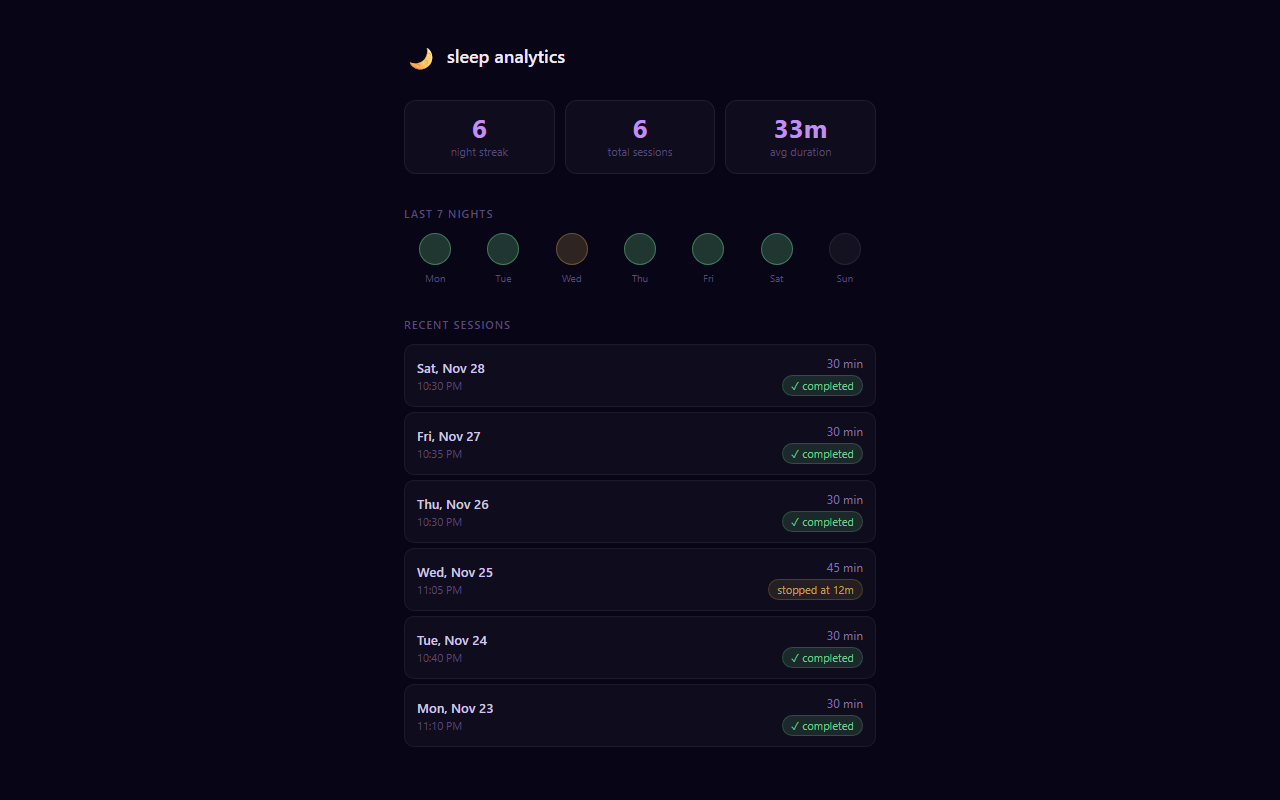 sleep analytics
6
night streak
6
total sessions
33m
avg duration
LAST 7 NIGHTS
Mon Tue Wed Thu Fri Sat Sun
RECENT SESSIONS
Sat, Nov 28
10:30 PM
30 min
✓ completed
Fri, Nov 27
10:35 PM
30 min
✓ completed
Thu, Nov 26
10:30 PM
30 min
✓ completed
Wed, Nov 25
11:05 PM
45 min
stopped at 12m
Tue, Nov 24
10:40 PM
30 min
✓ completed
Mon, Nov 23
11:10 PM
30 min
✓ completed